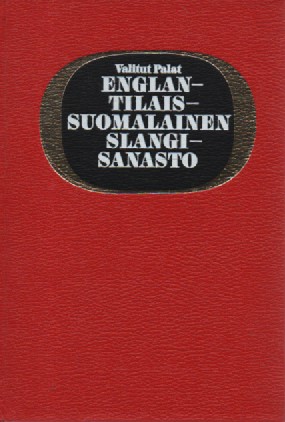 Valitut Palat
ENGLAN–
TILAIS–
SUOMALAINEN
SLANGI–
SANASTO